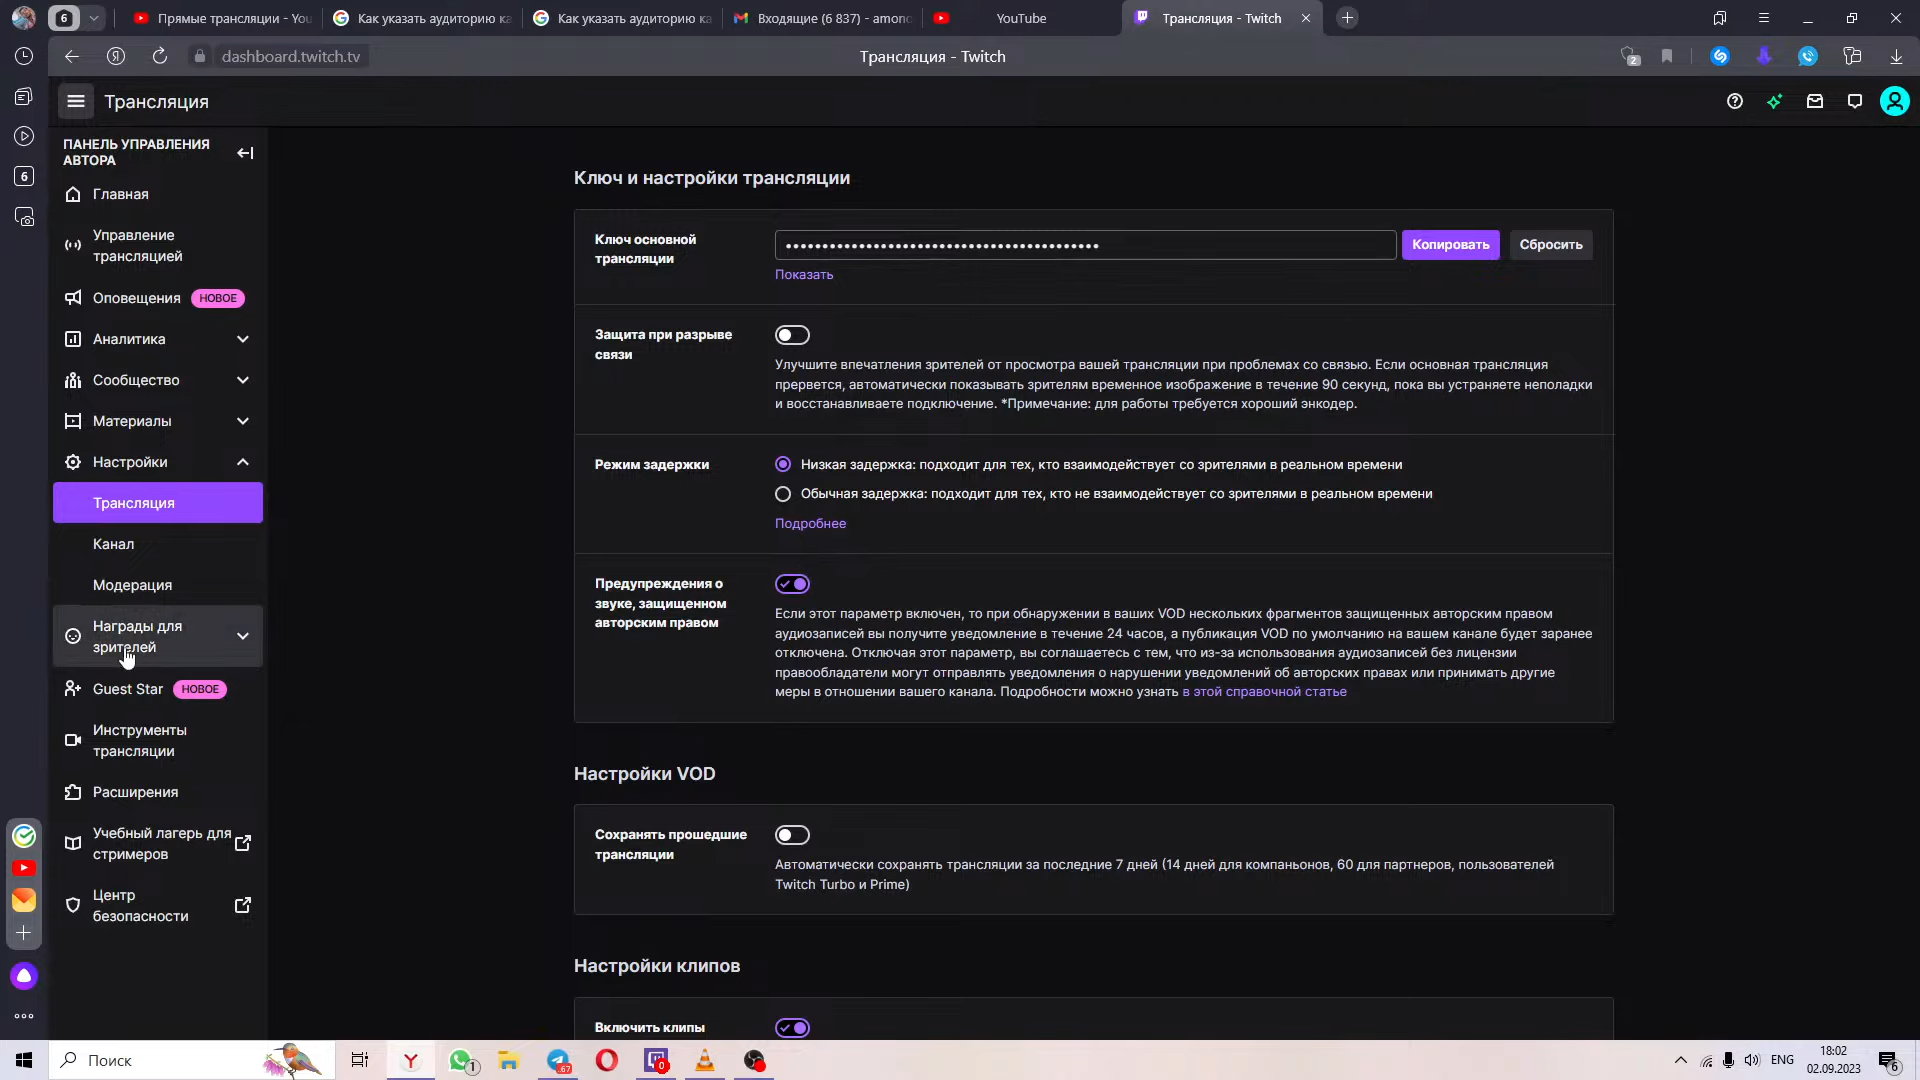 6
Прямые трансляции - You
Как указать аудиторию ка
Как указать аудиторию ка
Входящие (6 837) - amono
YouTube
Трансляция - Twitch
dashboard.twitch.tv
Трансляция - Twitch
2
Трансляция
6
ПАНЕЛЬ УПРАВЛЕНИЯ
АВТОРА
Главная
Управление
трансляцией
Оповещения НОВОЕ
Аналитика
Сообщество
Материалы
Настройки
Трансляция
Канал
Модерация
Награды для
зрителей
Guest Star НОВОЕ
Инструменты
трансляции
Расширения
Учебный лагерь для
стримеров
Центр
безопасности
Ключ и настройки трансляции
Ключ основной
трансляции
Копировать
Сбросить
Показать
Защита при разрыве
связи
Улучшите впечатления зрителей от просмотра вашей трансляции при проблемах со связью. Если основная трансляция
прервется, автоматически показывать зрителям временное изображение в течение 90 секунд, пока вы устраняете неполадки
и восстанавливаете подключение. *Примечание: для работы требуется хороший энкодер.
Режим задержки
Низкая задержка: подходит для тех, кто взаимодействует со зрителями в реальном времени
Обычная задержка: подходит для тех, кто не взаимодействует со зрителями в реальном времени
Подробнее
Предупреждения о
звуке, защищенном
авторским правом
Если этот параметр включен, то при обнаружении в ваших VOD нескольких фрагментов защищенных авторским правом
аудиозаписей вы получите уведомление в течение 24 часов, а публикация VOD по умолчанию на вашем канале будет заранее
отключена. Отключая этот параметр, вы соглашаетесь с тем, что из-за использования аудиозаписей без лицензии
правообладатели могут отправлять уведомления о нарушении уведомлений об авторских правах или принимать другие
меры в отношении вашего канала. Подробности можно узнать в этой справочной статье
Настройки VOD
Сохранять прошедшие
трансляции
Автоматически сохранять трансляции за последние 7 дней (14 дней для компаньонов, 60 для партнеров, пользователей
Twitch Turbo и Prime)
Настройки клипов
Включить клипы
Поиск
1
67
0
ENG
18:02
02.09.2023
6